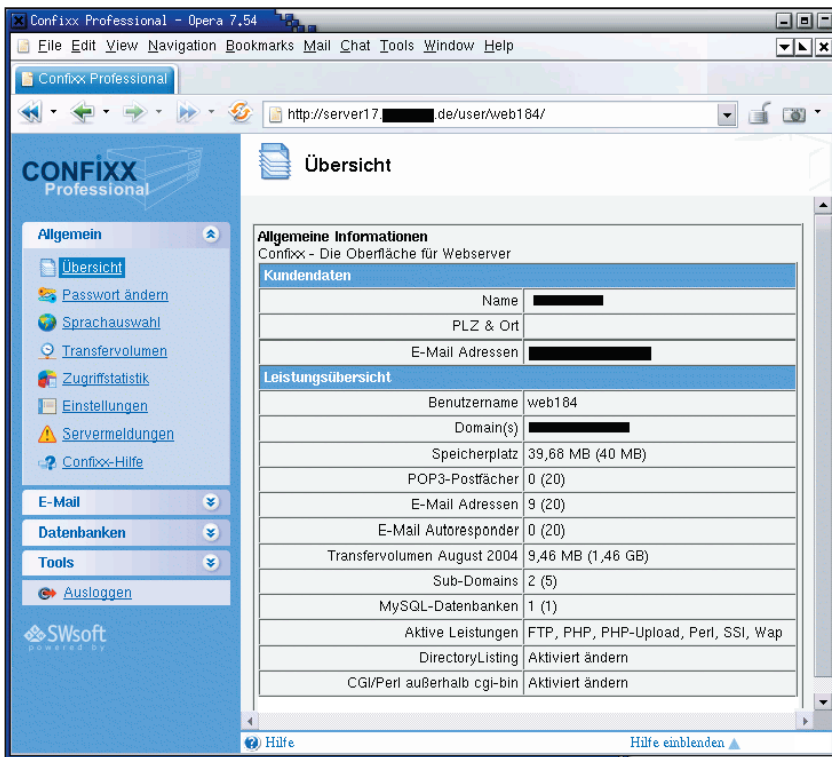 Confixx Professional - Opera 7.54
File Edit View Navigation Bookmarks Mail Chat Tools Window Help
Confixx Professional
http://server17. .de/user/web184/
CONFIXX
Professional
Allgemein
Übersicht
Passwort ändern
Sprachauswahl
Transfervolumen
Zugriffstatistik
Einstellungen
Servermeldungen
Confixx-Hilfe
E-Mail
Datenbanken
Tools
Ausloggen
SWsoft
powered by
Übersicht
Allgemeine Informationen
Confixx - Die Oberfläche für Webserver
Kundendaten
Name
PLZ & Ort
E-Mail Adressen
Leistungsübersicht
Benutzername web184
Domain(s)
Speicherplatz 39,68 MB (40 MB)
POP3-Postfächer 0 (20)
E-Mail Adressen 9 (20)
E-Mail Autoresponder 0 (20)
Transfervolumen August 2004 9,46 MB (1,46 GB)
Sub-Domains 2 (5)
MySQL-Datenbanken 1 (1)
Aktive Leistungen FTP, PHP, PHP-Upload, Perl, SSI, Wap
DirectoryListing Aktiviert ändern
CGI/Perl außerhalb cgi-bin Aktiviert ändern
Hilfe
Hilfe einblenden